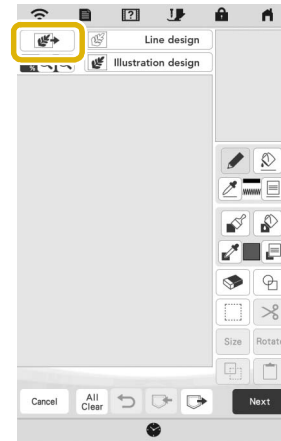 Line design
Illustration design
Size
Rotate
Cancel
All
Clear
Next